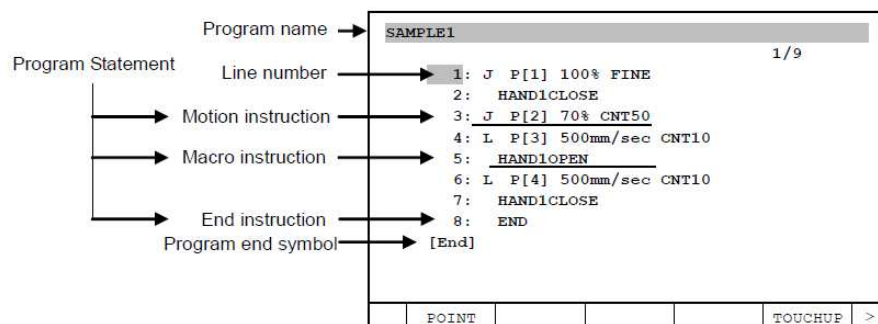 Program name
SAMPLE1
1/9
Program Statement
Line number
1: J P[1] 100% FINE
2: HAND1CLOSE
Motion instruction
3: J P[2] 70% CNT50
4: L P[3] 500mm/sec CNT10
Macro instruction
5: HAND1OPEN
6: L P[4] 500mm/sec CNT10
7: HAND1CLOSE
End instruction
8: END
Program end symbol
[End]
POINT TOUCHUP >